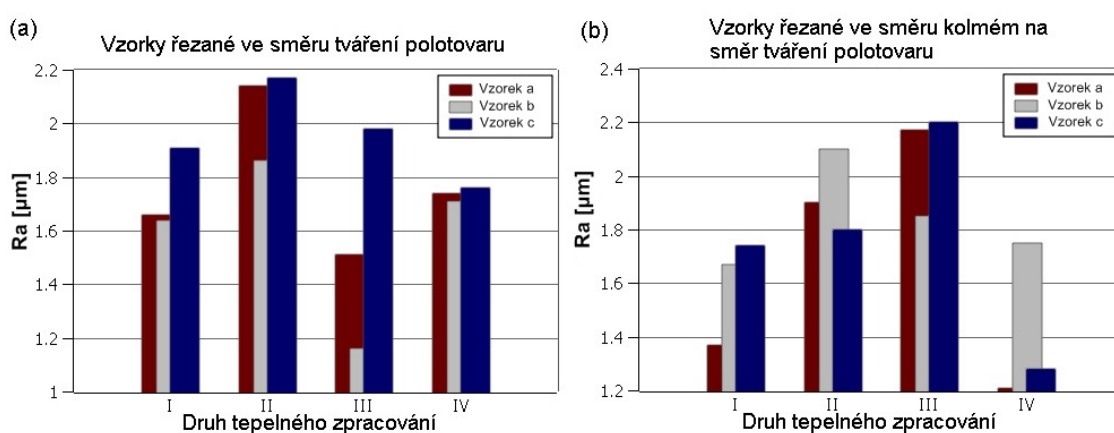 (a)
Vzorky řezané ve směru tváření polotovaru
2.2
2
1.8
1.6
1.4
1.2
1
Ra [µm]
Vzorek a
Vzorek b
Vzorek c
I II III IV
Druh tepelného zpracování
(b)
Vzorky řezané ve směru kolmém na
směr tváření polotovaru
2.4
2.2
2
1.8
1.6
1.4
1.2
Ra [µm]
Vzorek a
Vzorek b
Vzorek c
I II III IV
Druh tepelného zpracování